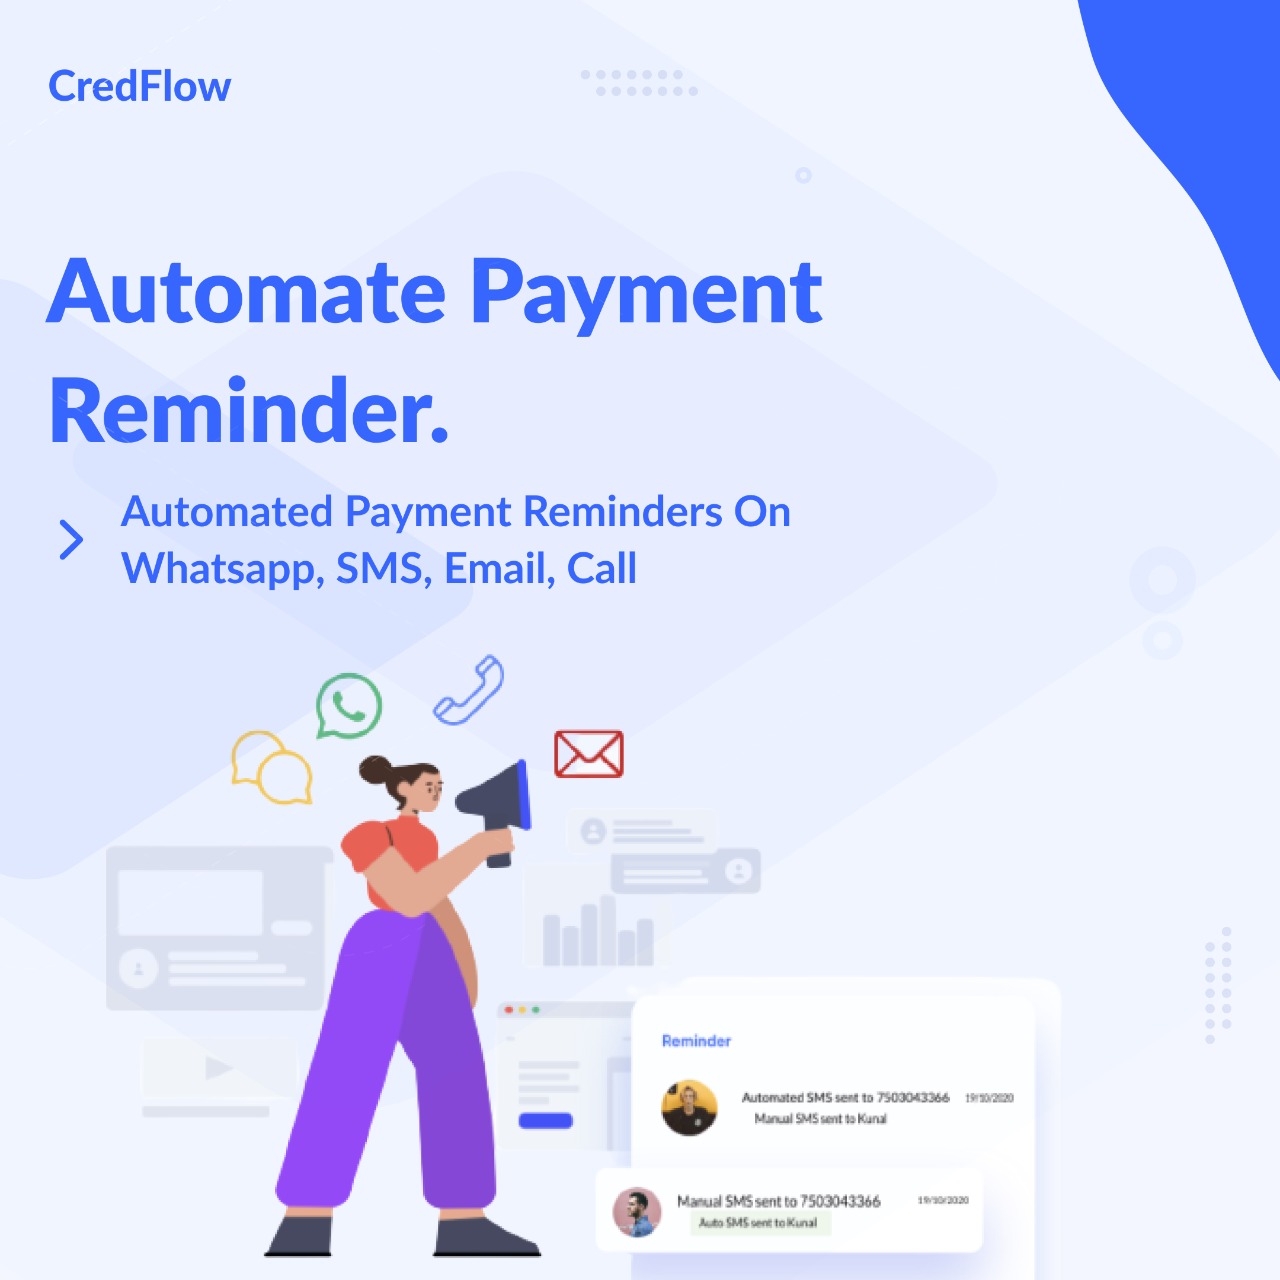 CredFlow
Automate Payment
Reminder.
Automated Payment Reminders On
Whatsapp, SMS, Email, Call
Reminder
Automated SMS sent to 7503043366 19/10/2020
Manual SMS sent to Kunal
Manual SMS sent to 7503043366 19/10/2020
Auto SMS sent to Kunal